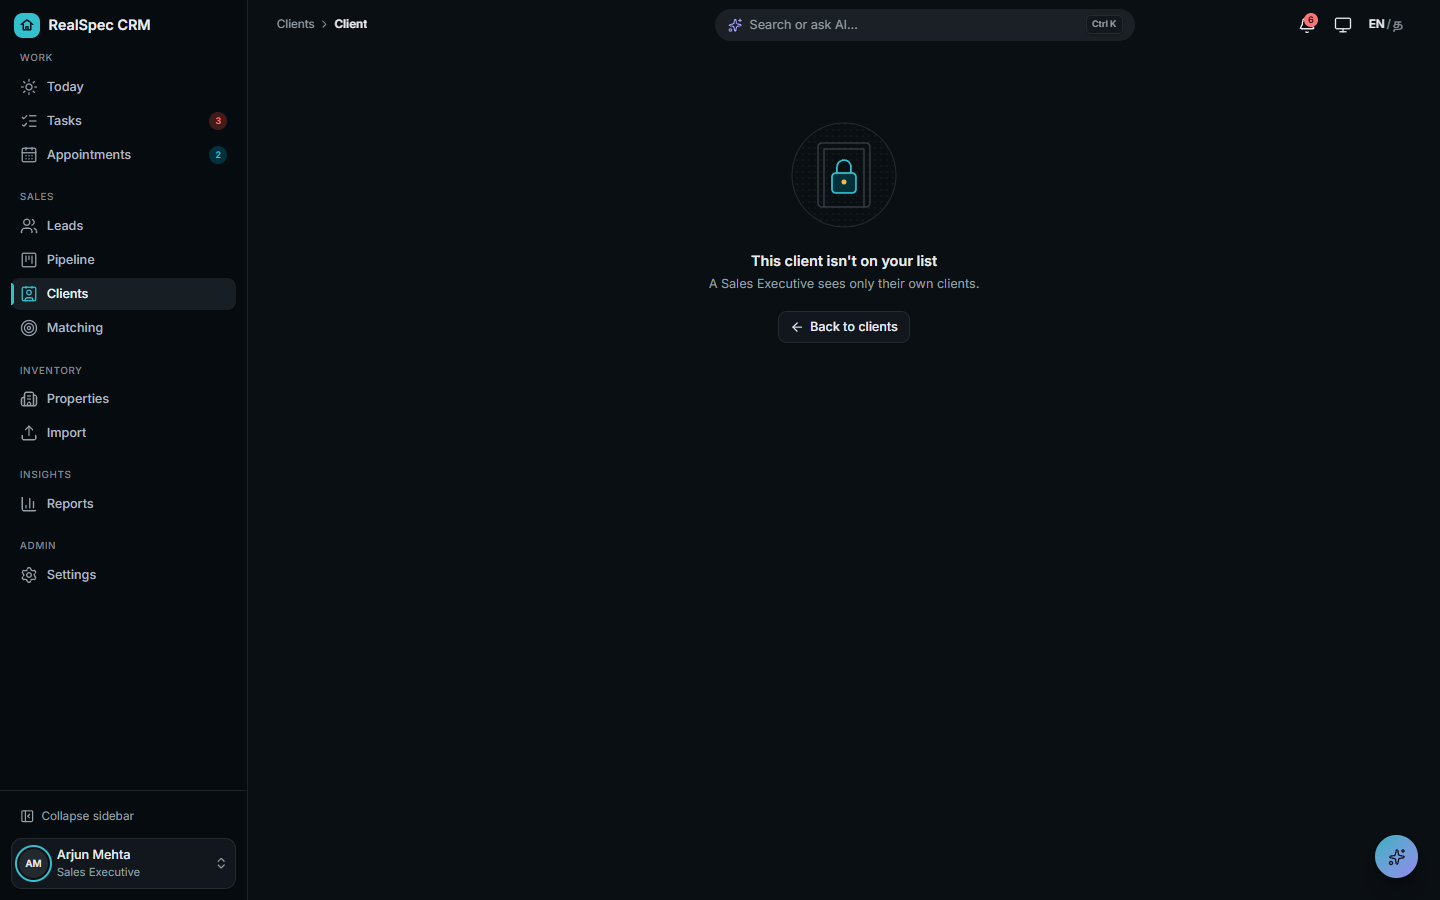 RealSpec CRM
WORK
Today
Tasks 3
Appointments 2
SALES
Leads
Pipeline
Clients
Matching
INVENTORY
Properties
Import
INSIGHTS
Reports
ADMIN
Settings
Collapse sidebar
AM
Arjun Mehta
Sales Executive
Clients > Client
Search or ask AI... Ctrl K
6
EN / த
This client isn't on your list
A Sales Executive sees only their own clients.
Back to clients